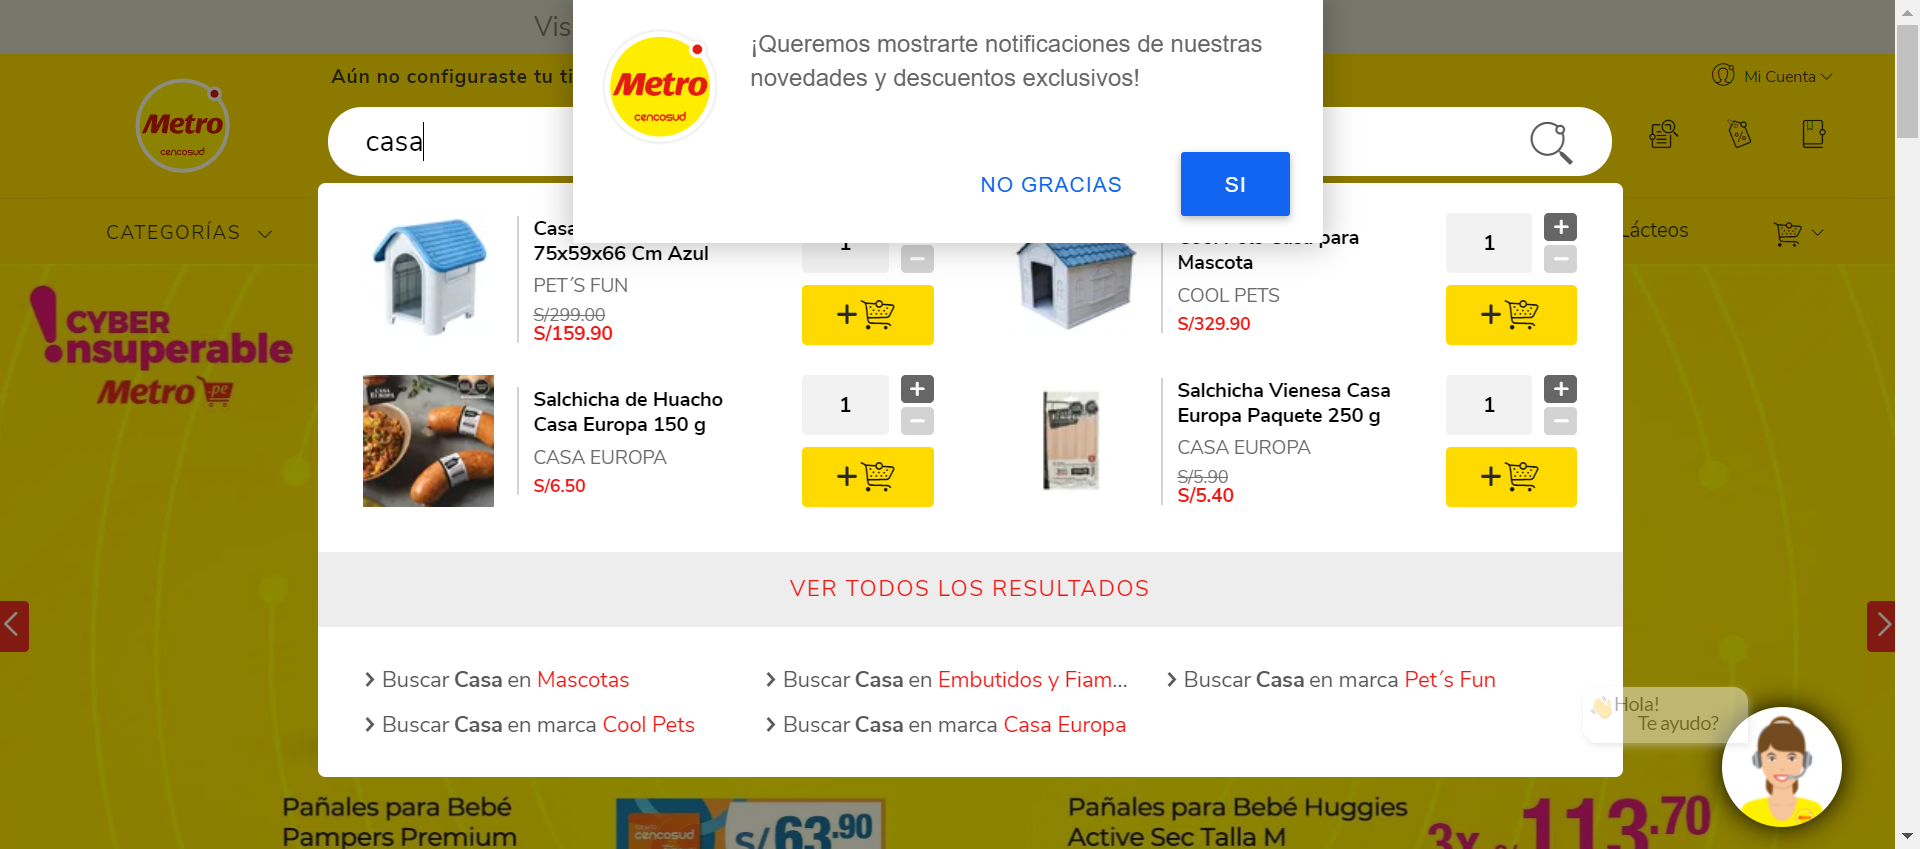 Vis
¡Queremos mostrarte notificaciones de nuestras
novedades y descuentos exclusivos!
Metro
cencosud
NO GRACIAS
SI
Aún no configuraste tu ti
Mi Cuenta
Metro
cencosud
casa
CATEGORÍAS
Lácteos
Casa
75x59x66 Cm Azul
PET´S FUN
S/299.00
S/159.90
1
Cool Pets Casa para
Mascota
COOL PETS
S/329.90
1
CYBER
Insuperable
Metro pe
Salchicha de Huacho
Casa Europa 150 g
CASA EUROPA
S/6.50
1
Salchicha Vienesa Casa
Europa Paquete 250 g
CASA EUROPA
S/5.90
S/5.40
1
VER TODOS LOS RESULTADOS
Buscar Casa en Mascotas
Buscar Casa en Embutidos y Fiam...
Buscar Casa en marca Pet´s Fun
Buscar Casa en marca Cool Pets
Buscar Casa en marca Casa Europa
Hola!
Te ayudo?
Pañales para Bebé
Pampers Premium
cencosud
S/63.90
Pañales para Bebé Huggies
Active Sec Talla M
3x S/113.70